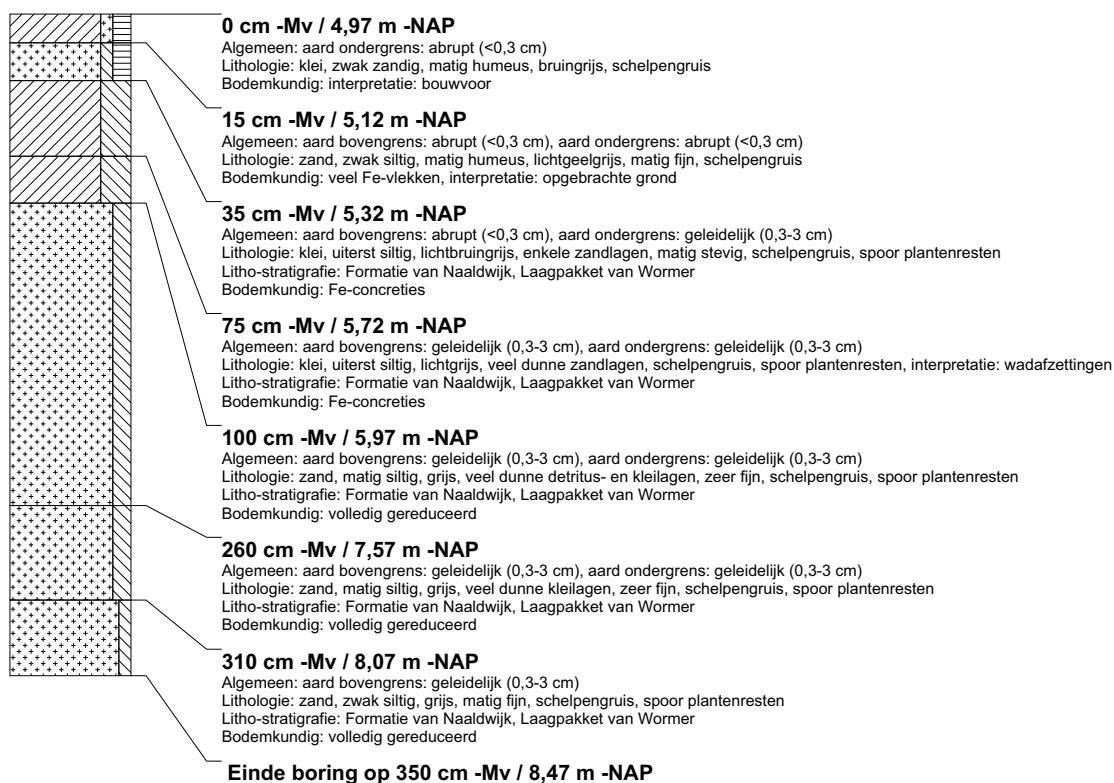 0 cm -Mv / 4,97 m -NAP
Algemeen: aard ondergrens: abrupt (<0,3 cm)
Lithologie: klei, zwak zandig, matig humeus, bruingrijs, schelpengruis
Bodemkundig: interpretatie: bouwvoor
15 cm -Mv / 5,12 m -NAP
Algemeen: aard bovengrens: abrupt (<0,3 cm), aard ondergrens: abrupt (<0,3 cm)
Lithologie: zand, zwak siltig, matig humeus, lichtgeelgrijs, matig fijn, schelpengruis
Bodemkundig: veel Fe-vlekken, interpretatie: opgebrachte grond
35 cm -Mv / 5,32 m -NAP
Algemeen: aard bovengrens: abrupt (<0,3 cm), aard ondergrens: geleidelijk (0,3-3 cm)
Lithologie: klei, uiterst siltig, lichtbruingrijs, enkele zandlagen, matig stevig, schelpengruis, spoor plantenresten
Litho-stratigrafie: Formatie van Naaldwijk, Laagpakket van Wormer
Bodemkundig: Fe-concreties
75 cm -Mv / 5,72 m -NAP
Algemeen: aard bovengrens: geleidelijk (0,3-3 cm), aard ondergrens: geleidelijk (0,3-3 cm)
Lithologie: klei, uiterst siltig, lichtgrijs, veel dunne zandlagen, schelpengruis, spoor plantenresten, interpretatie: wadafzettingen
Litho-stratigrafie: Formatie van Naaldwijk, Laagpakket van Wormer
Bodemkundig: Fe-concreties
100 cm -Mv / 5,97 m -NAP
Algemeen: aard bovengrens: geleidelijk (0,3-3 cm), aard ondergrens: geleidelijk (0,3-3 cm)
Lithologie: zand, matig siltig, grijs, veel dunne detritus- en kleilagen, zeer fijn, schelpengruis, spoor plantenresten
Litho-stratigrafie: Formatie van Naaldwijk, Laagpakket van Wormer
Bodemkundig: volledig gereduceerd
260 cm -Mv / 7,57 m -NAP
Algemeen: aard bovengrens: geleidelijk (0,3-3 cm), aard ondergrens: geleidelijk (0,3-3 cm)
Lithologie: zand, matig siltig, grijs, veel dunne kleilagen, zeer fijn, schelpengruis, spoor plantenresten
Litho-stratigrafie: Formatie van Naaldwijk, Laagpakket van Wormer
Bodemkundig: volledig gereduceerd
310 cm -Mv / 8,07 m -NAP
Algemeen: aard bovengrens: geleidelijk (0,3-3 cm)
Lithologie: zand, zwak siltig, grijs, matig fijn, schelpengruis, spoor plantenresten
Litho-stratigrafie: Formatie van Naaldwijk, Laagpakket van Wormer
Bodemkundig: volledig gereduceerd
Einde boring op 350 cm -Mv / 8,47 m -NAP